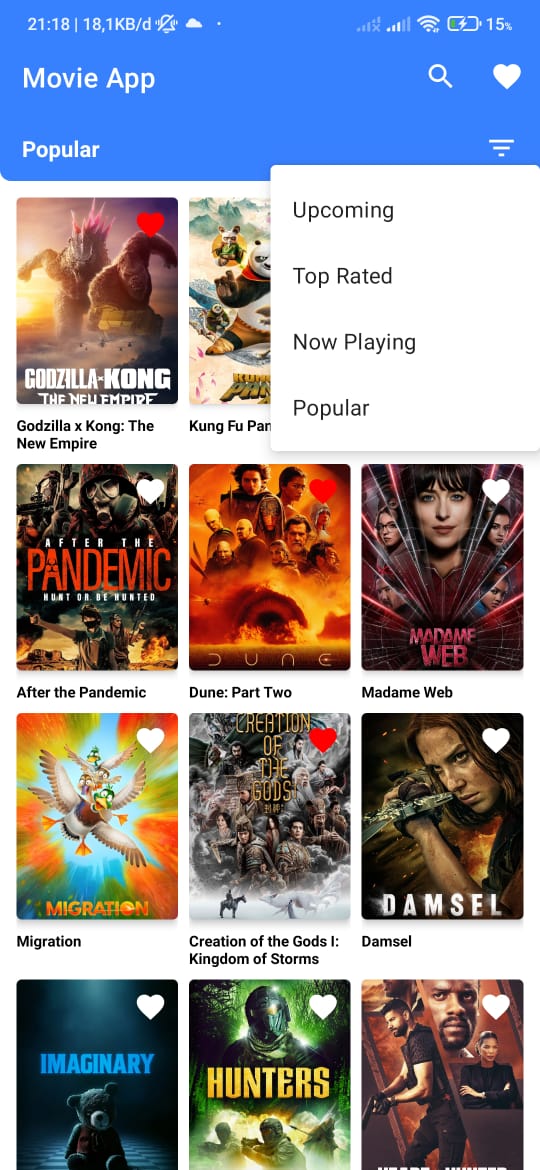 21:18 | 18,1KB/d
15%
Movie App
Popular
Upcoming
Top Rated
Now Playing
Popular
GODZILLA x KONG
THE NEW EMPIRE
KUNG FU
PAN
Godzilla x Kong: The
New Empire
Kung Fu Pan
AFTER THE
PANDEMIC
HUNT OR BE HUNTED
DUNE
MADAME
WEB
After the Pandemic
Dune: Part Two
Madame Web
MIGRATION
CREATION
OF
THE
GODS I
DAMSEL
Migration
Creation of the Gods I:
Kingdom of Storms
Damsel
IMAGINARY
HUNTERS